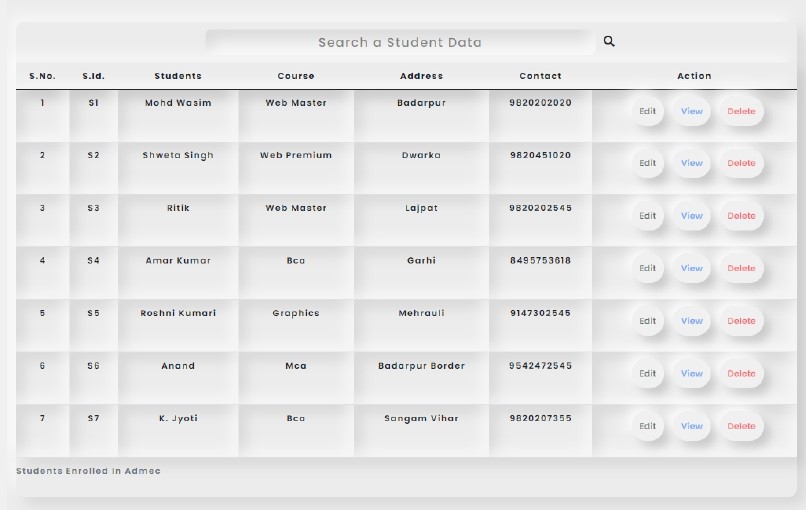 Search a Student Data
S.No. S.Id. Students Course Address Contact Action
1 S1 Mohd Wasim Web Master Badarpur 9820202020 Edit View Delete
2 S2 Shweta Singh Web Premium Dwarka 9820451020 Edit View Delete
3 S3 Ritik Web Master Lajpat 9820202545 Edit View Delete
4 S4 Amar Kumar Bca Garhi 8495753618 Edit View Delete
5 S5 Roshni Kumari Graphics Mehrauli 9147302545 Edit View Delete
6 S6 Anand Mca Badarpur Border 9542472545 Edit View Delete
7 S7 K. Jyoti Bca Sangam Vihar 9820207355 Edit View Delete
Students Enrolled In Admec